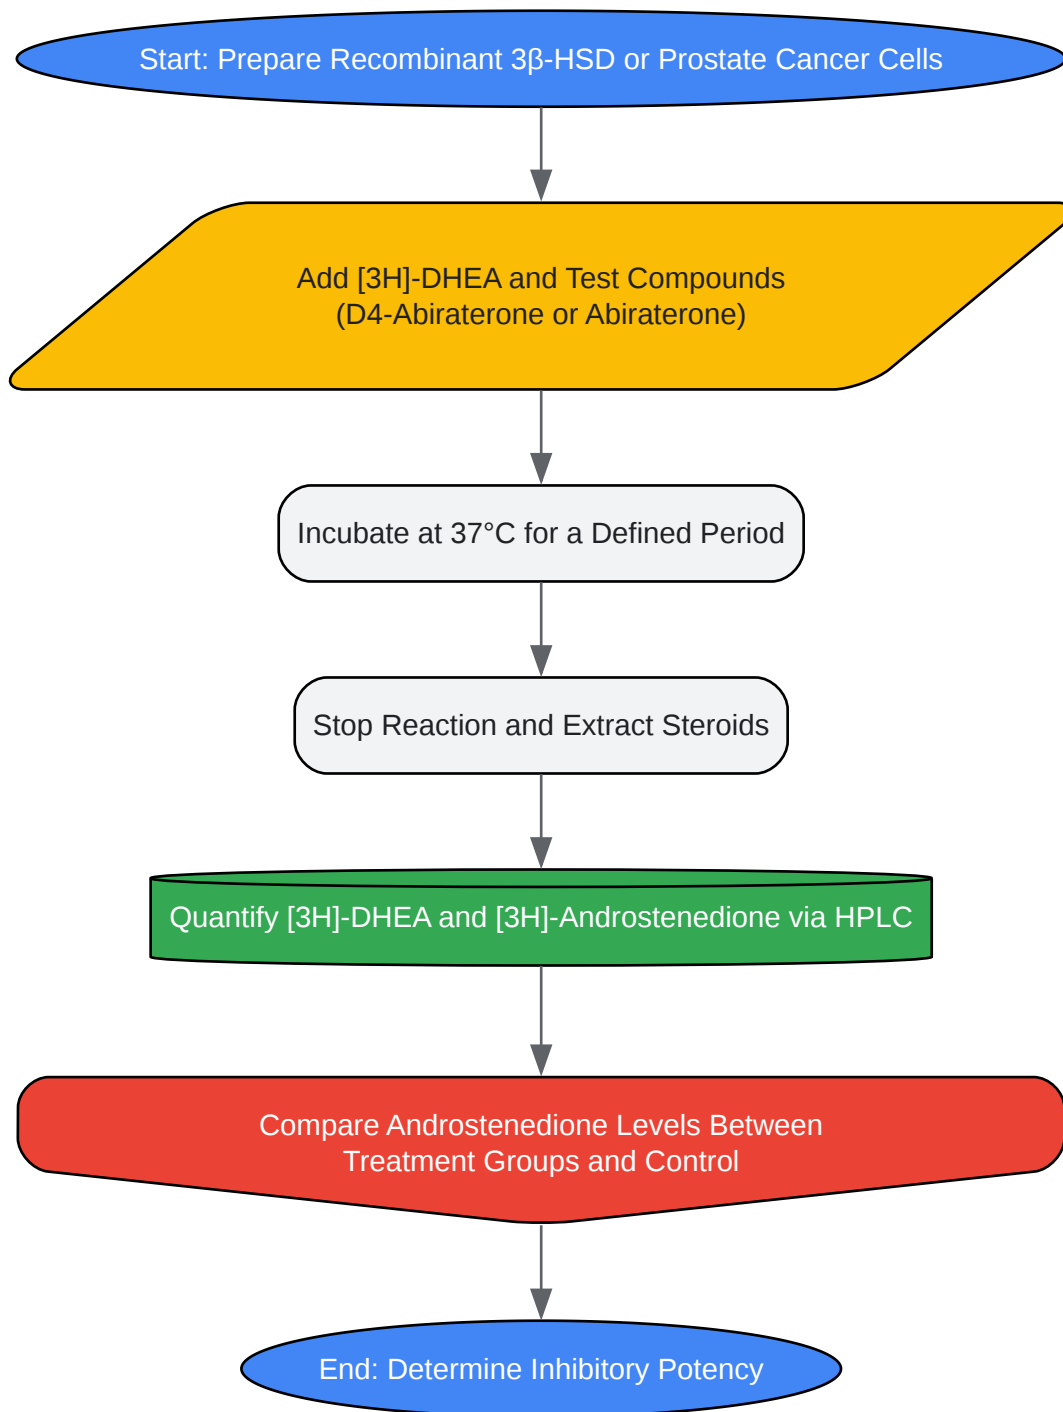 Start: Prepare Recombinant 3β-HSD or Prostate Cancer Cells
Add [3H]-DHEA and Test Compounds
(D4-Abiraterone or Abiraterone)
Incubate at 37°C for a Defined Period
Stop Reaction and Extract Steroids
Quantify [3H]-DHEA and [3H]-Androstenedione via HPLC
Compare Androstenedione Levels Between
Treatment Groups and Control
End: Determine Inhibitory Potency